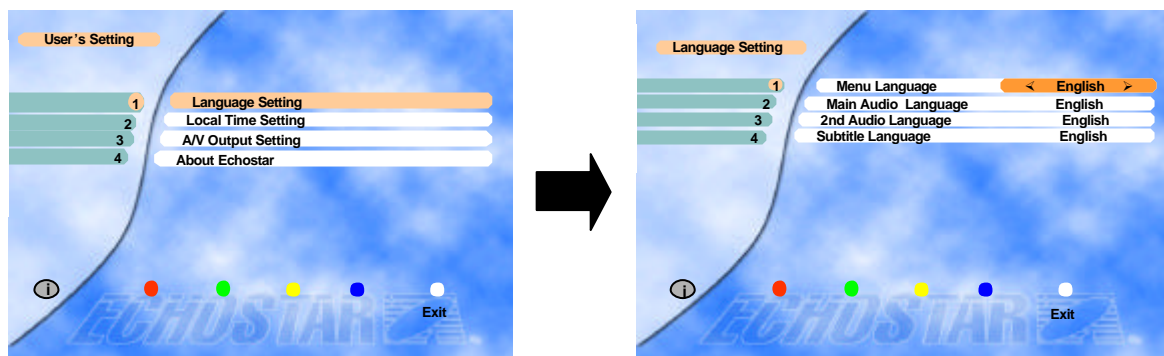 User's Setting
1 Language Setting
2 Local Time Setting
3 A/V Output Setting
4 About Echostar
i
Exit
ECHOSTAR
Language Setting
1 Menu Language English
2 Main Audio Language English
3 2nd Audio Language English
4 Subtitle Language English
i
Exit
ECHOSTAR